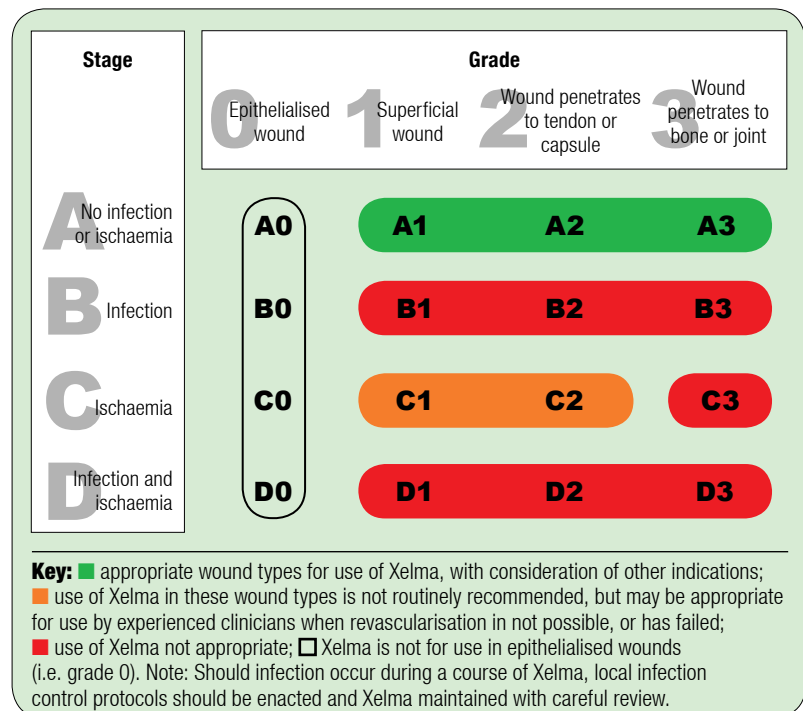 Stage
Grade
0 Epithelialised
wound
1 Superficial
wound
2 Wound penetrates
to tendon or
capsule
3 Wound
penetrates to
bone or joint
A No infection
or ischaemia
A0 A1 A2 A3
B Infection
B0 B1 B2 B3
C Ischaemia
C0 C1 C2 C3
D Infection and
ischaemia
D0 D1 D2 D3
Key: ■ appropriate wound types for use of Xelma, with consideration of other indications;
■ use of Xelma in these wound types is not routinely recommended, but may be appropriate
for use by experienced clinicians when revascularisation in not possible, or has failed;
■ use of Xelma not appropriate; □ Xelma is not for use in epithelialised wounds
(i.e. grade 0). Note: Should infection occur during a course of Xelma, local infection
control protocols should be enacted and Xelma maintained with careful review.